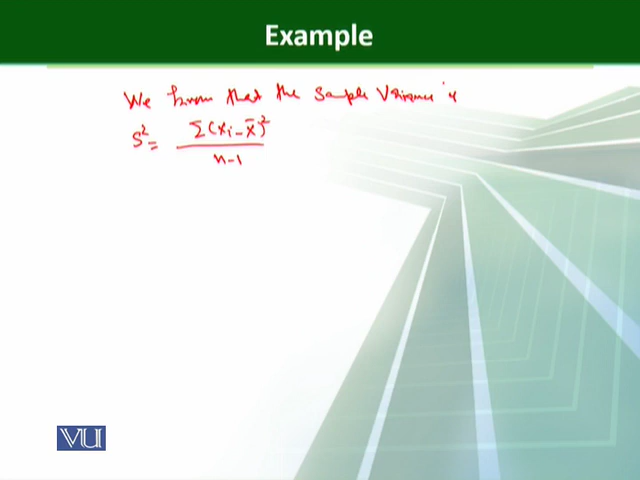 Example
We know that the sample Variance is
S² = Σ(xi - x̄)²
n-1
VU